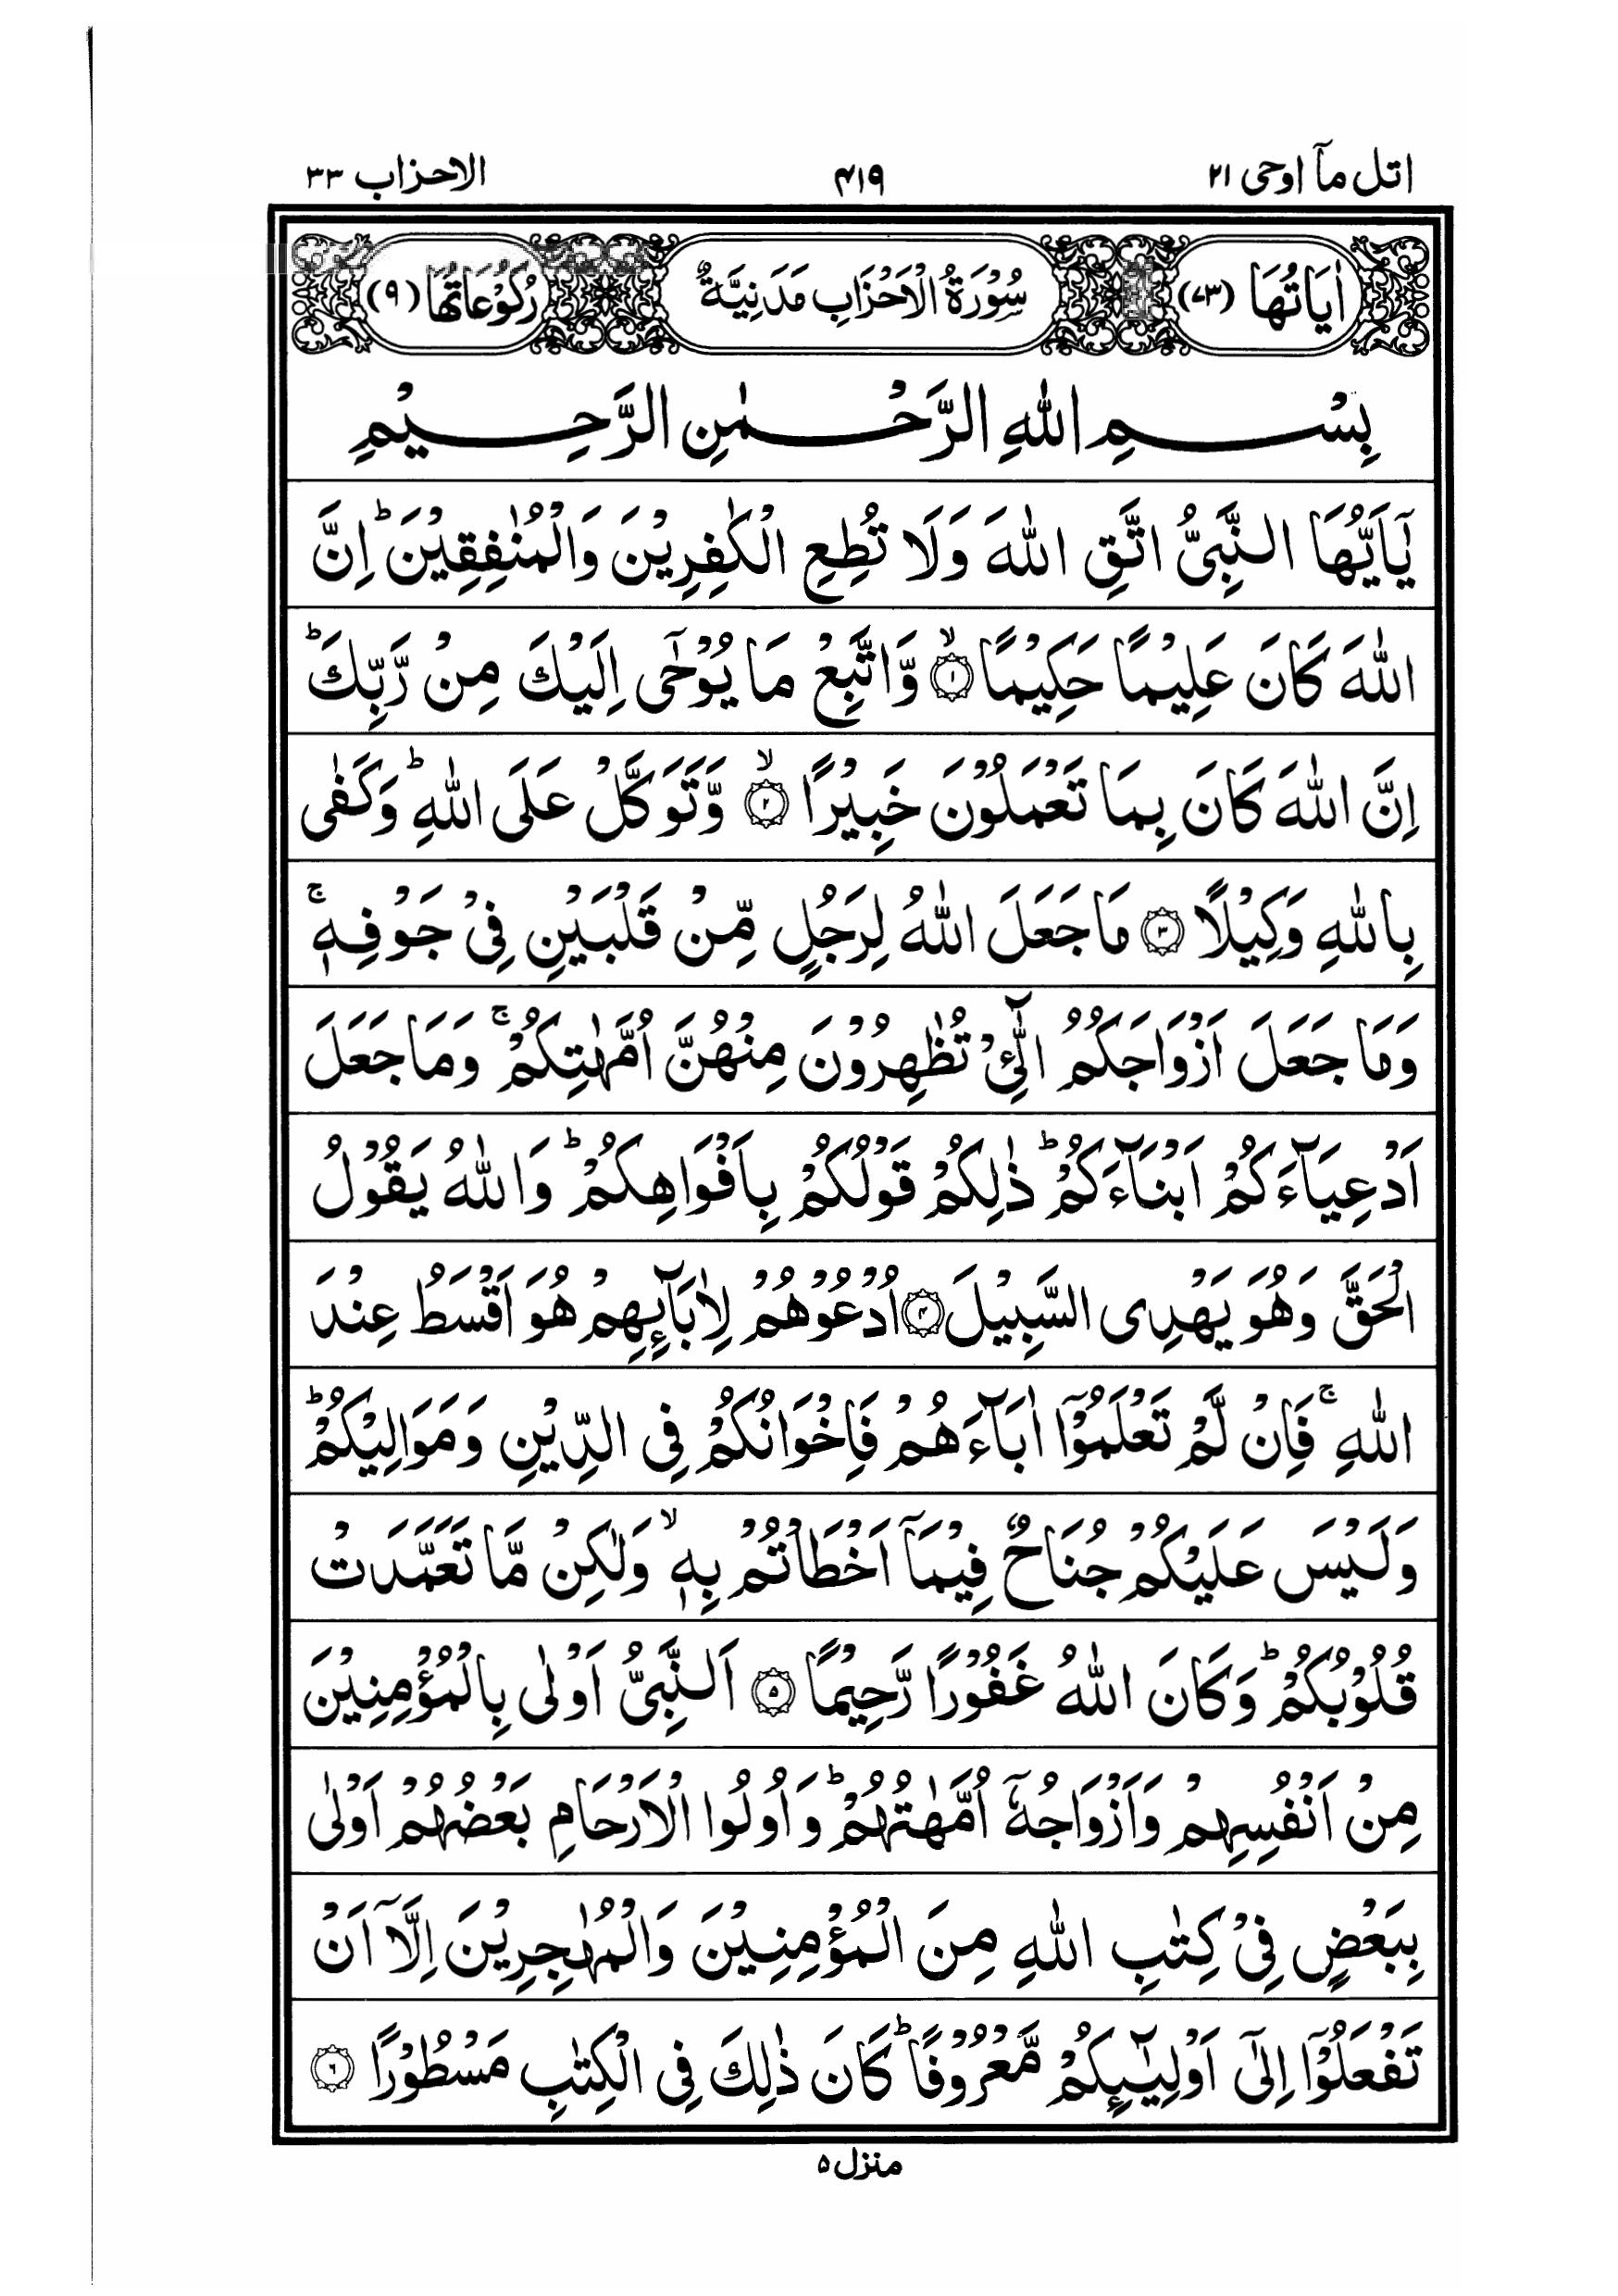 اتل مآ اوحی ۲۱ ۴۱۹ الاحزاب ۳۳
اٰیَاتُهَا (۷۳) سُوْرَةُ الْاَحْزَابِ مَدَنِیَّةٌ رُكُوْعَاتُهَا (۹)
بِسْمِ اللّٰهِ الرَّحْمٰنِ الرَّحِیْمِ
یٰۤاَیُّهَا النَّبِیُّ اتَّقِ اللّٰهَ وَلَا تُطِعِ الْكٰفِرِیْنَ وَالْمُنٰفِقِیْنَ ؕ اِنَّ
اللّٰهَ كَانَ عَلِیْمًا حَكِیْمًا ۙ‏﴿۱﴾ وَّاتَّبِعْ مَا یُوْحٰۤی اِلَیْكَ مِنْ رَّبِّكَ ؕ
اِنَّ اللّٰهَ كَانَ بِمَا تَعْمَلُوْنَ خَبِیْرًا ۙ‏﴿۲﴾ وَّتَوَكَّلْ عَلَی اللّٰهِ ؕ وَكَفٰی
بِاللّٰهِ وَكِیْلًا ﴿۳﴾ مَا جَعَلَ اللّٰهُ لِرَجُلٍ مِّنْ قَلْبَیْنِ فِیْ جَوْفِهٖ ۚ
وَمَا جَعَلَ اَزْوَاجَكُمُ الّٰٓـِٔیْ تُظٰهِرُوْنَ مِنْهُنَّ اُمَّهٰتِكُمْ ۚ وَمَا جَعَلَ
اَدْعِیَآءَكُمْ اَبْنَآءَكُمْ ؕ ذٰلِكُمْ قَوْلُكُمْ بِاَفْوَاهِكُمْ ؕ وَاللّٰهُ یَقُوْلُ
الْحَقَّ وَهُوَ یَهْدِی السَّبِیْلَ ﴿۴﴾ اُدْعُوْهُمْ لِاٰبَآىِٕهِمْ هُوَ اَقْسَطُ عِنْدَ
اللّٰهِ ۚ فَاِنْ لَّمْ تَعْلَمُوْۤا اٰبَآءَهُمْ فَاِخْوَانُكُمْ فِی الدِّیْنِ وَمَوَالِیْكُمْ ؕ
وَلَیْسَ عَلَیْكُمْ جُنَاحٌ فِیْمَاۤ اَخْطَاْتُمْ بِهٖ ۙ وَلٰكِنْ مَّا تَعَمَّدَتْ
قُلُوْبُكُمْ ؕ وَكَانَ اللّٰهُ غَفُوْرًا رَّحِیْمًا ﴿۵﴾ اَلنَّبِیُّ اَوْلٰی بِالْمُؤْمِنِیْنَ
مِنْ اَنْفُسِهِمْ وَاَزْوَاجُهٗۤ اُمَّهٰتُهُمْ ؕ وَاُولُوا الْاَرْحَامِ بَعْضُهُمْ اَوْلٰی
بِبَعْضٍ فِیْ كِتٰبِ اللّٰهِ مِنَ الْمُؤْمِنِیْنَ وَالْمُهٰجِرِیْنَ اِلَّاۤ اَنْ
تَفْعَلُوْۤا اِلٰۤی اَوْلِیٰٓىِٕكُمْ مَّعْرُوْفًا ؕ كَانَ ذٰلِكَ فِی الْكِتٰبِ مَسْطُوْرًا ﴿۶﴾
منزل ۵